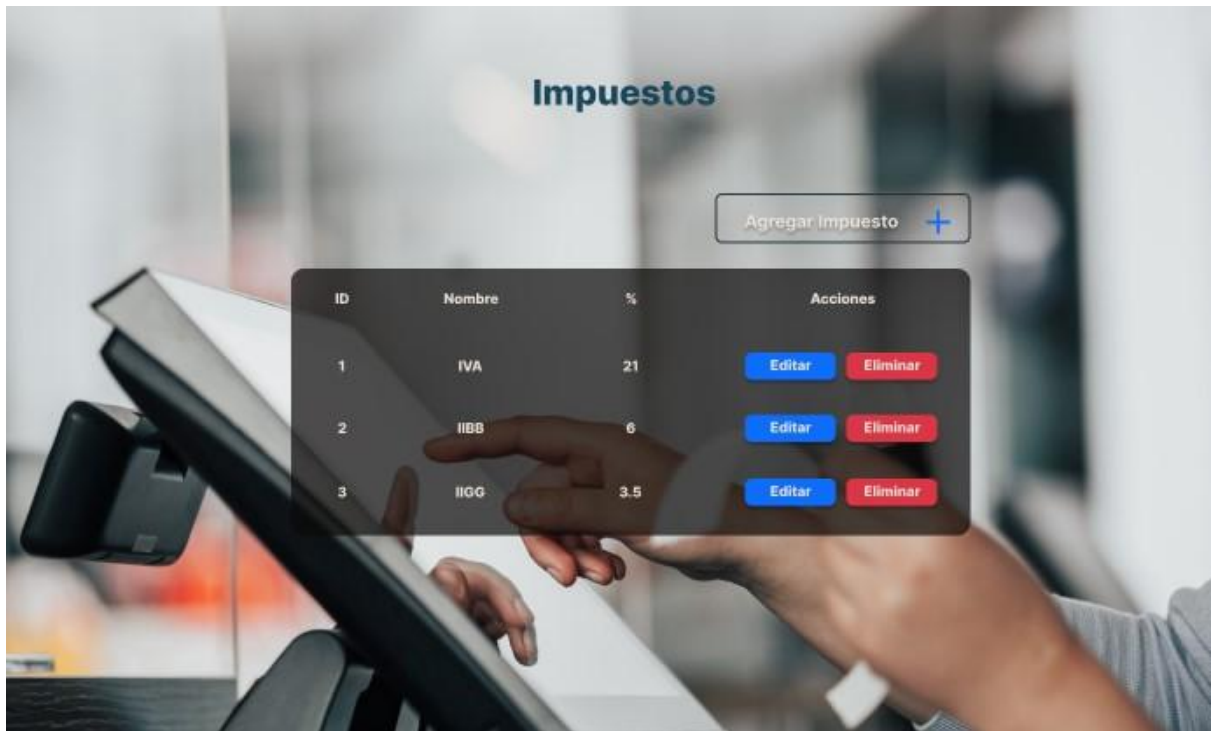 Impuestos
Agregar Impuesto +
ID Nombre % Acciones
1 IVA 21 Editar Eliminar
2 IIBB 6 Editar Eliminar
3 IIGG 3.5 Editar Eliminar